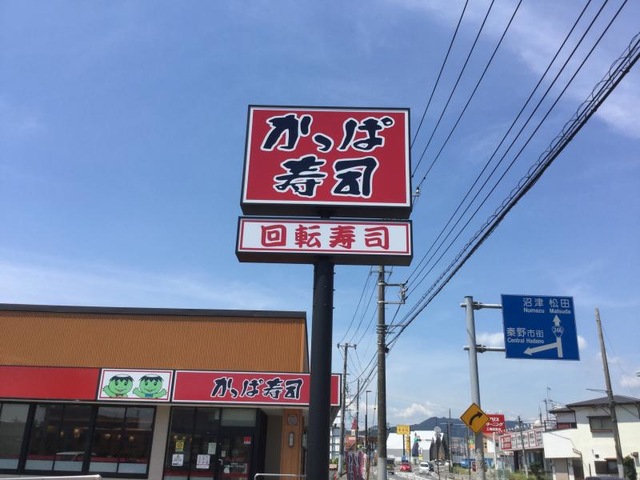 かっぱ
寿司
回転寿司
かっぱ寿司
沼津 松田
Numazu Matsuda
246
秦野市街
Central Hadano